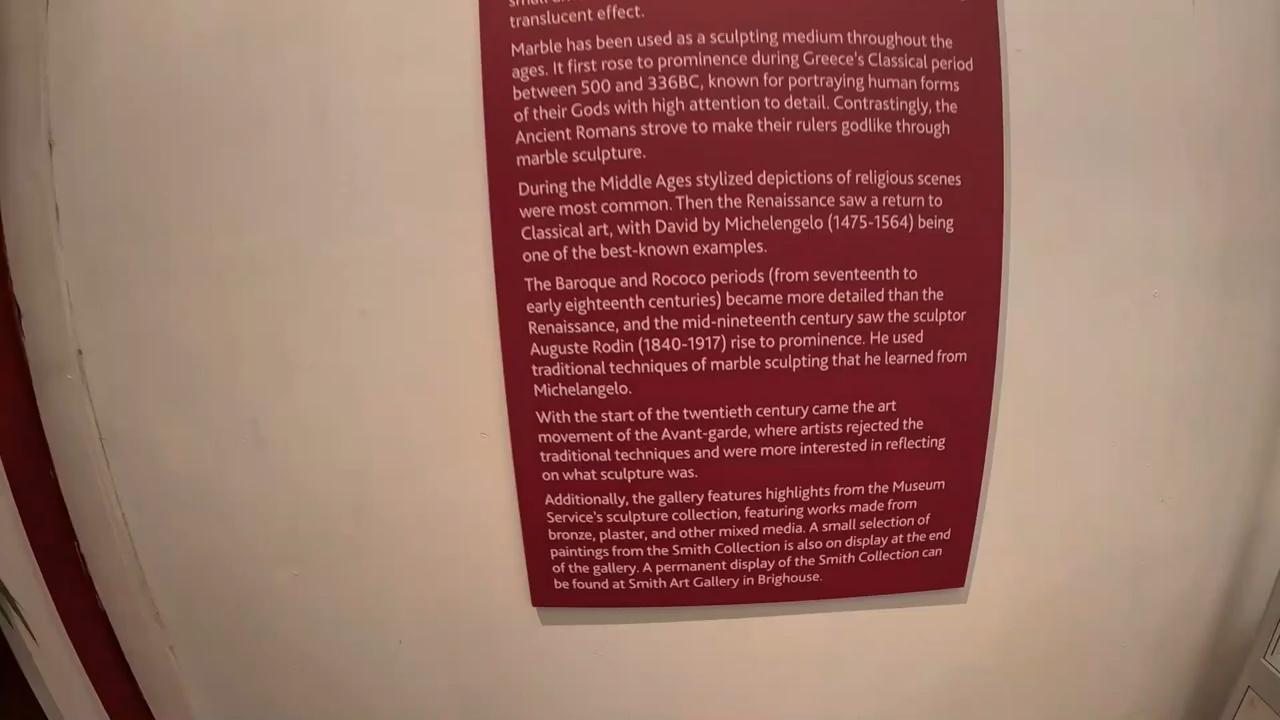 translucent effect.
Marble has been used as a sculpting medium throughout the
ages. It first rose to prominence during Greece's Classical period
between 500 and 336BC, known for portraying human forms
of their Gods with high attention to detail. Contrastingly, the
Ancient Romans strove to make their rulers godlike through
marble sculpture.
During the Middle Ages stylized depictions of religious scenes
were most common. Then the Renaissance saw a return to
Classical art, with David by Michelengelo (1475-1564) being
one of the best-known examples.
The Baroque and Rococo periods (from seventeenth to
early eighteenth centuries) became more detailed than the
Renaissance, and the mid-nineteenth century saw the sculptor
Auguste Rodin (1840-1917) rise to prominence. He used
traditional techniques of marble sculpting that he learned from
Michelangelo.
With the start of the twentieth century came the art
movement of the Avant-garde, where artists rejected the
traditional techniques and were more interested in reflecting
on what sculpture was.
Additionally, the gallery features highlights from the Museum
Service's sculpture collection, featuring works made from
bronze, plaster, and other mixed media. A small selection of
paintings from the Smith Collection is also on display at the end
of the gallery. A permanent display of the Smith Collection can
be found at Smith Art Gallery in Brighouse.